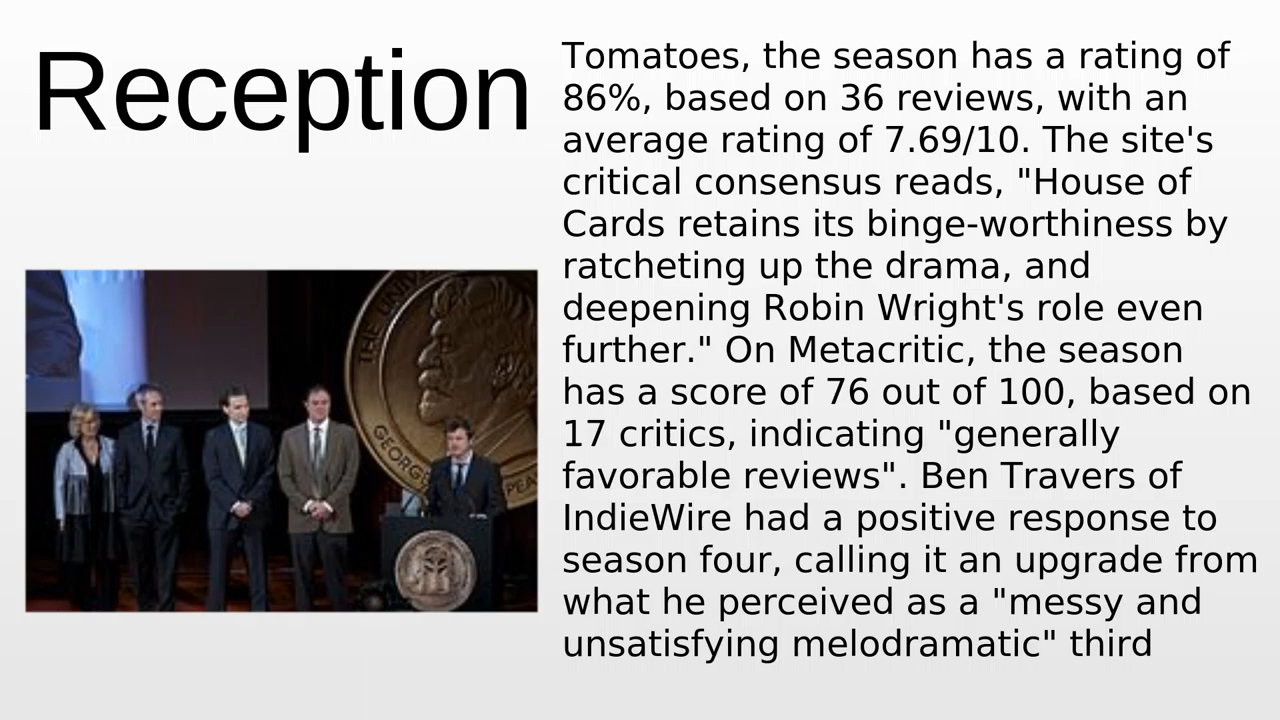 Reception
Tomatoes, the season has a rating of
86%, based on 36 reviews, with an
average rating of 7.69/10. The site's
critical consensus reads, "House of
Cards retains its binge-worthiness by
ratcheting up the drama, and
deepening Robin Wright's role even
further." On Metacritic, the season
has a score of 76 out of 100, based on
17 critics, indicating "generally
favorable reviews". Ben Travers of
IndieWire had a positive response to
season four, calling it an upgrade from
what he perceived as a "messy and
unsatisfying melodramatic" third
THE UNIV
GEORGE
PEA